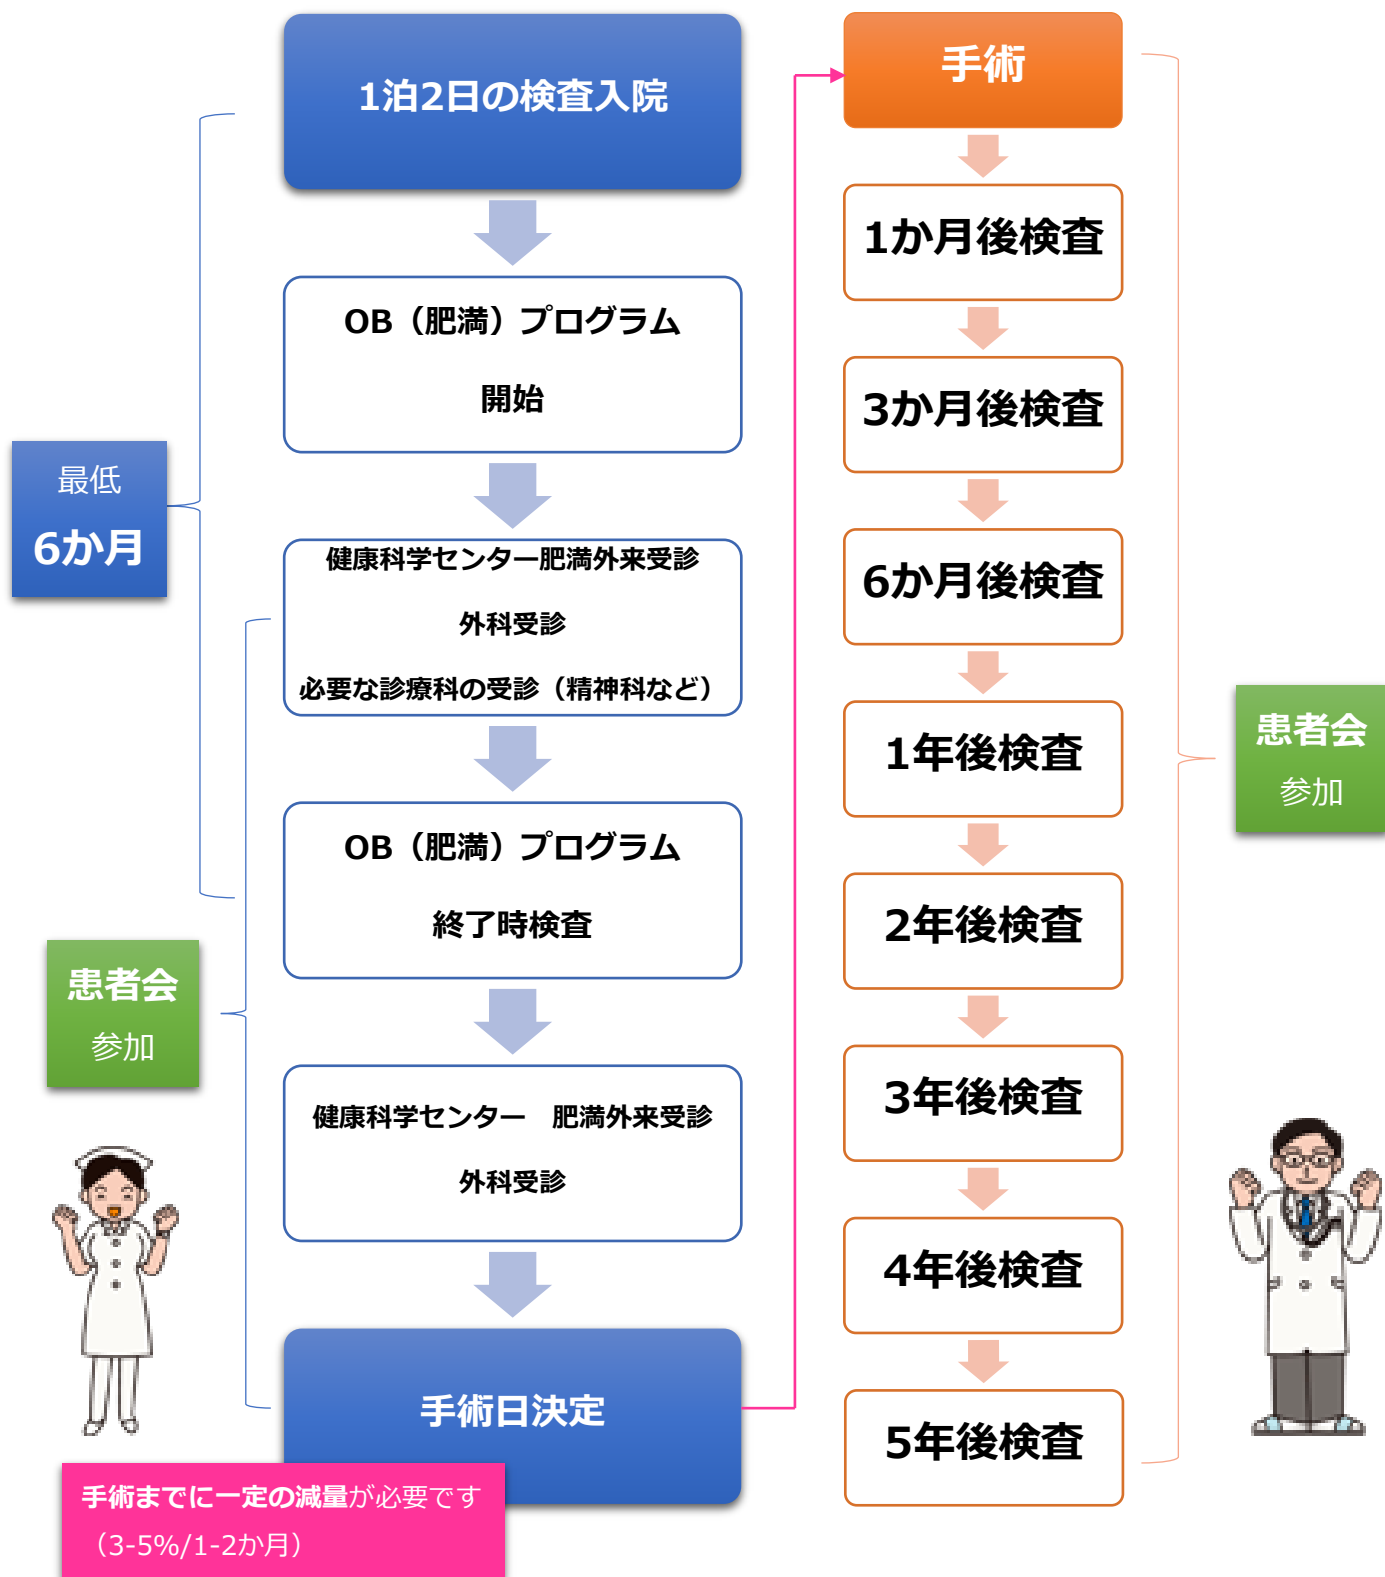 1泊2日の検査入院
OB（肥満）プログラム
開始
最低
6か月
健康科学センター肥満外来受診
外科受診
必要な診療科の受診（精神科など）
OB（肥満）プログラム
終了時検査
患者会
参加
健康科学センター　肥満外来受診
外科受診
手術日決定
手術までに一定の減量が必要です
（3-5%/1-2か月）
手術
1か月後検査
3か月後検査
6か月後検査
1年後検査
2年後検査
3年後検査
4年後検査
5年後検査
患者会
参加